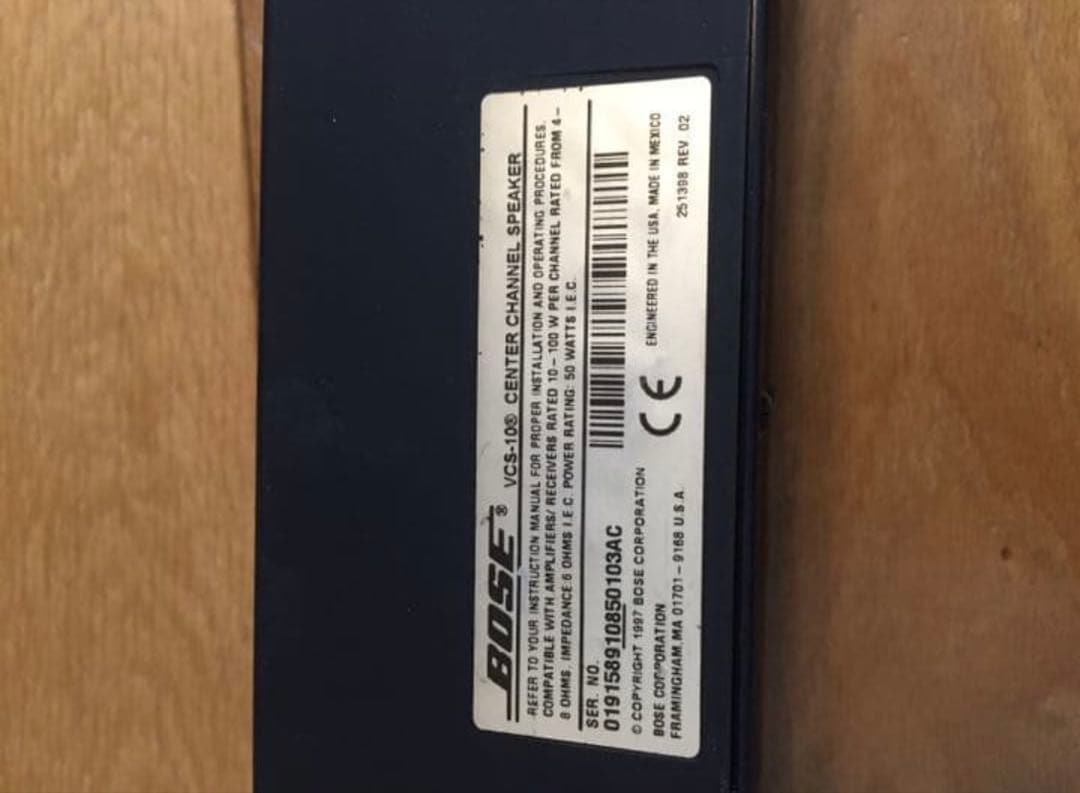 BOSE® VCS-10® CENTER CHANNEL SPEAKER
REFER TO YOUR INSTRUCTION MANUAL FOR PROPER INSTALLATION AND OPERATING PROCEDURES.
COMPATIBLE WITH AMPLIFIERS/ RECEIVERS RATED 10-100 W PER CHANNEL RATED FROM 4-
8 OHMS. IMPEDANCE:6 OHMS I.E.C. POWER RATING: 50 WATTS I.E.C.
SER. NO.
019158910850103AC
© COPYRIGHT 1997 BOSE CORPORATION
BOSE CORPORATION
FRAMINGHAM, MA 01701-9168 U.S.A.
CE
ENGINEERED IN THE USA, MADE IN MEXICO
251398 REV 02